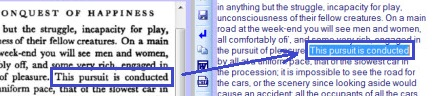 ONQUEST OF HAPPINESS
but the struggle, incapacity for play,
ness of their fellow creatures. On a main
week-end you will see men and women,
bly off, and some very rich, engaged in
of pleasure. This pursuit is conducted
uniform pace, that of the slowest car in
in anything but the struggle, incapacity for play,
unconsciousness of their fellow creatures. On a main
road at the week-end you will see men and women,
all comfortably off, and some very rich, engaged in
the pursuit of pleasure. This pursuit is conducted
by all at a uniform pace, that of the slowest car in
the procession; it is impossible to see the road for
the cars, or the scenery since looking aside would
cause an accident; all the occupants of all the cars